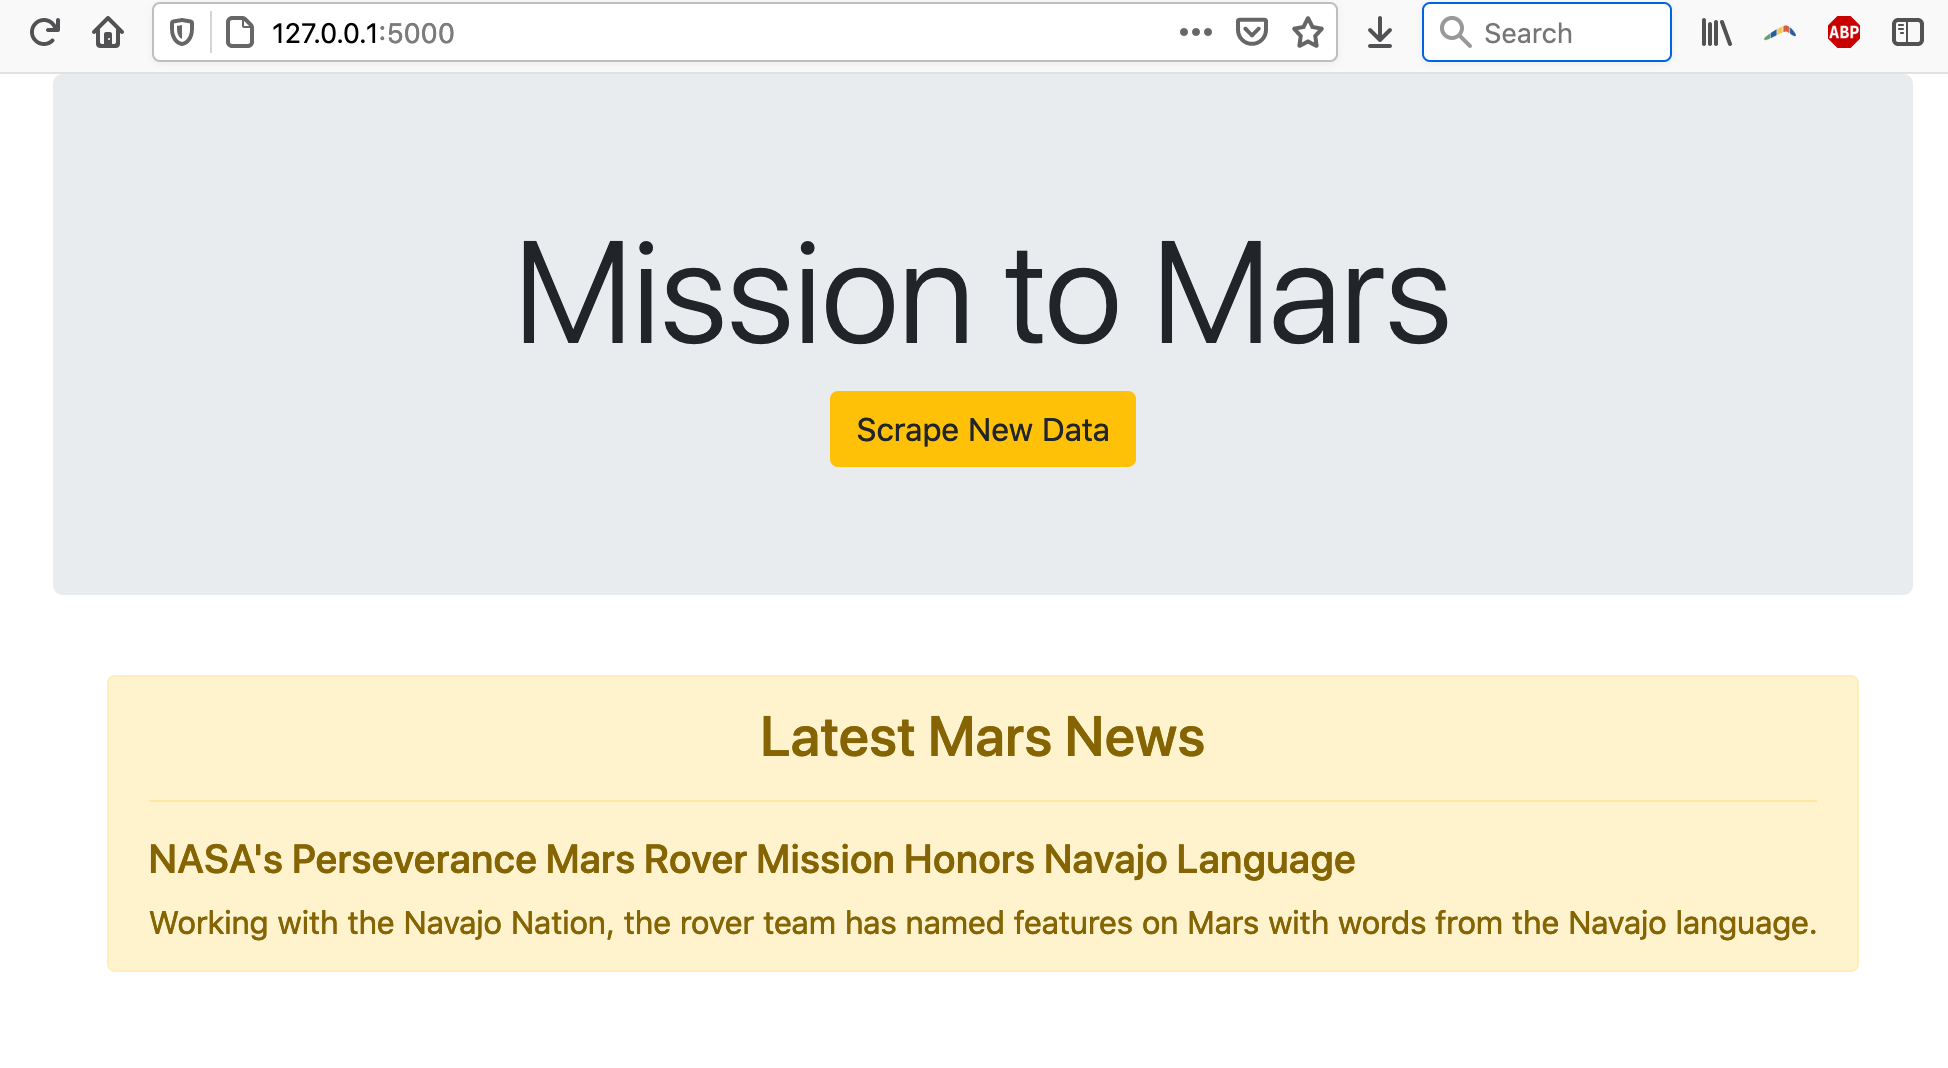 127.0.0.1:5000
Search
ABP
Mission to Mars
Scrape New Data
Latest Mars News
NASA's Perseverance Mars Rover Mission Honors Navajo Language
Working with the Navajo Nation, the rover team has named features on Mars with words from the Navajo language.